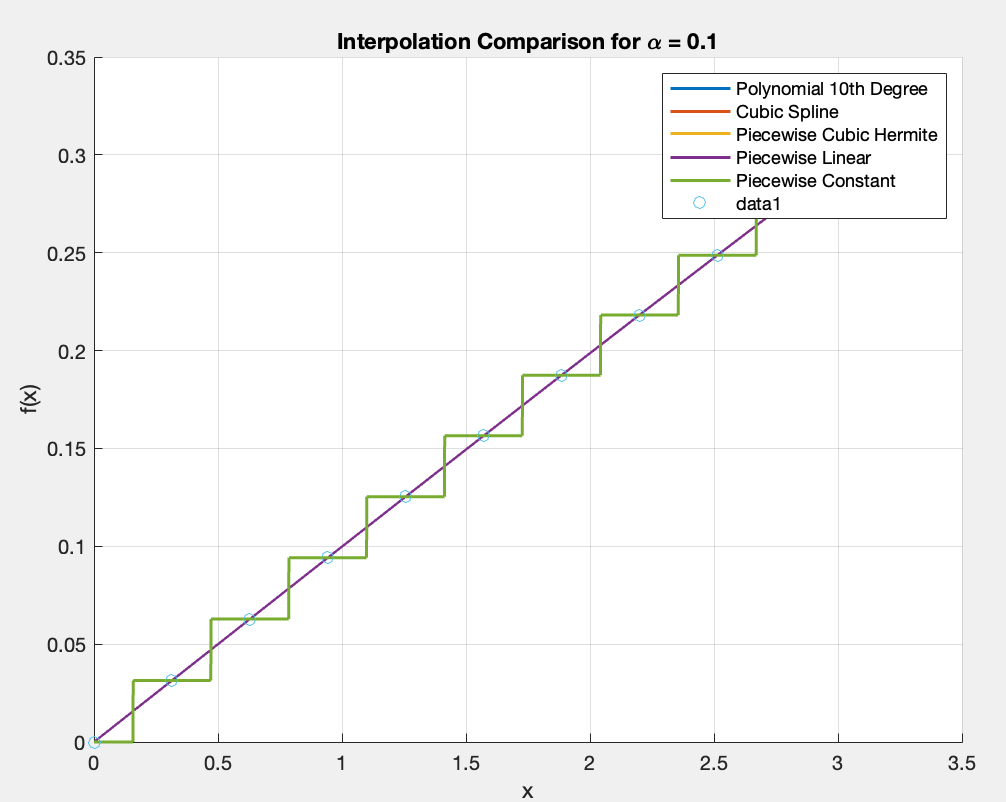 Interpolation Comparison for α = 0.1
0.35
0.3
0.25
0.2
0.15
0.1
0.05
0
f(x)
Polynomial 10th Degree
Cubic Spline
Piecewise Cubic Hermite
Piecewise Linear
Piecewise Constant
data1
0 0.5 1 1.5 2 2.5 3 3.5
x